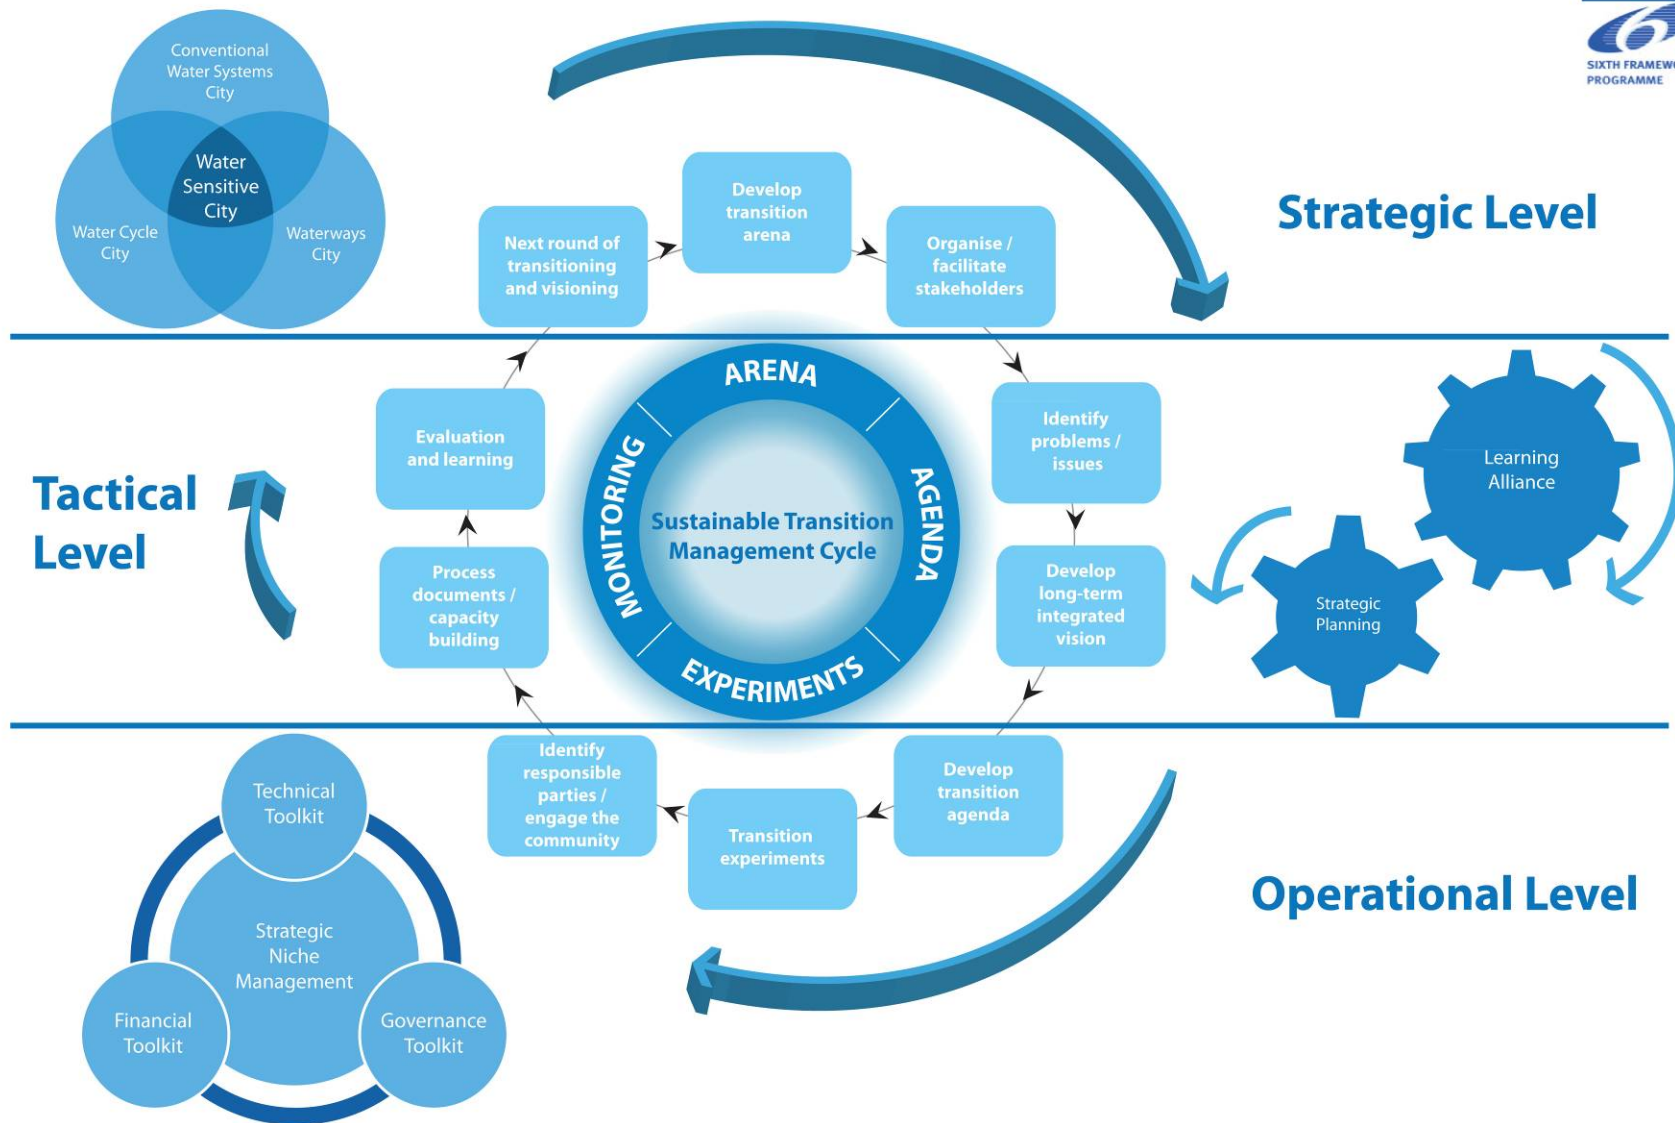 SIXTH FRAMEW
PROGRAMME
Conventional
Water Systems
City
Water
Sensitive
City
Water Cycle
City
Waterways
City
Strategic Level
Develop
transition
arena
Next round of
transitioning
and visioning
Organise /
facilitate
stakeholders
Tactical
Level
Evaluation
and learning
Process
documents /
capacity
building
ARENA
AGENDA
EXPERIMENTS
MONITORING
Sustainable Transition
Management Cycle
Identify
problems /
issues
Develop
long-term
integrated
vision
Learning
Alliance
Strategic
Planning
Identify
responsible
parties /
engage the
community
Transition
experiments
Develop
transition
agenda
Operational Level
Technical
Toolkit
Strategic
Niche
Management
Financial
Toolkit
Governance
Toolkit